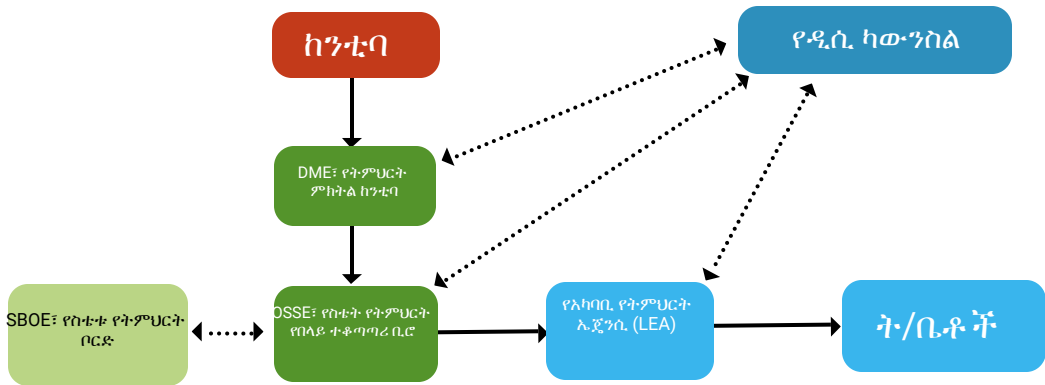 ከንቲባ
የዲሲ ካውንስል
DME፣ የትምህርት
ምክትል ከንቲባ
SBOE፣ የስቴቱ የትምህርት
ቦርድ
OSSE፣ የስቴት የትምህርት
የበላይ ተቆጣጣሪ ቢሮ
የአካባቢ የትምህርት
ኤጄንሲ (LEA)
ት/ቤቶች